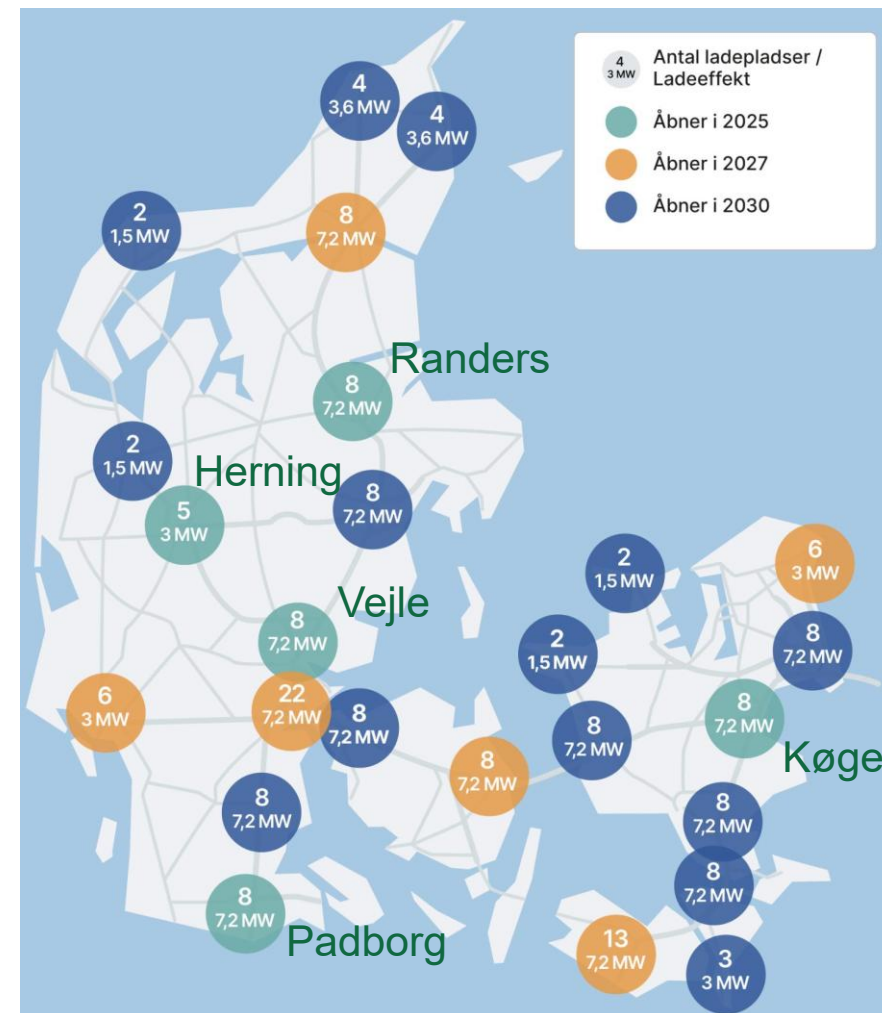 4
3 MW
Antal ladepladser /
Ladeeffekt
Åbner i 2025
Åbner i 2027
Åbner i 2030
4
3,6 MW
4
3,6 MW
2
1,5 MW
8
7,2 MW
Randers
8
7,2 MW
2
1,5 MW
Herning
5
3 MW
8
7,2 MW
Vejle
8
7,2 MW
6
3 MW
22
7,2 MW
8
7,2 MW
8
7,2 MW
8
7,2 MW
Padborg
8
7,2 MW
2
1,5 MW
6
3 MW
2
1,5 MW
8
7,2 MW
8
7,2 MW
8
7,2 MW
Køge
8
7,2 MW
8
7,2 MW
13
7,2 MW
3
3 MW